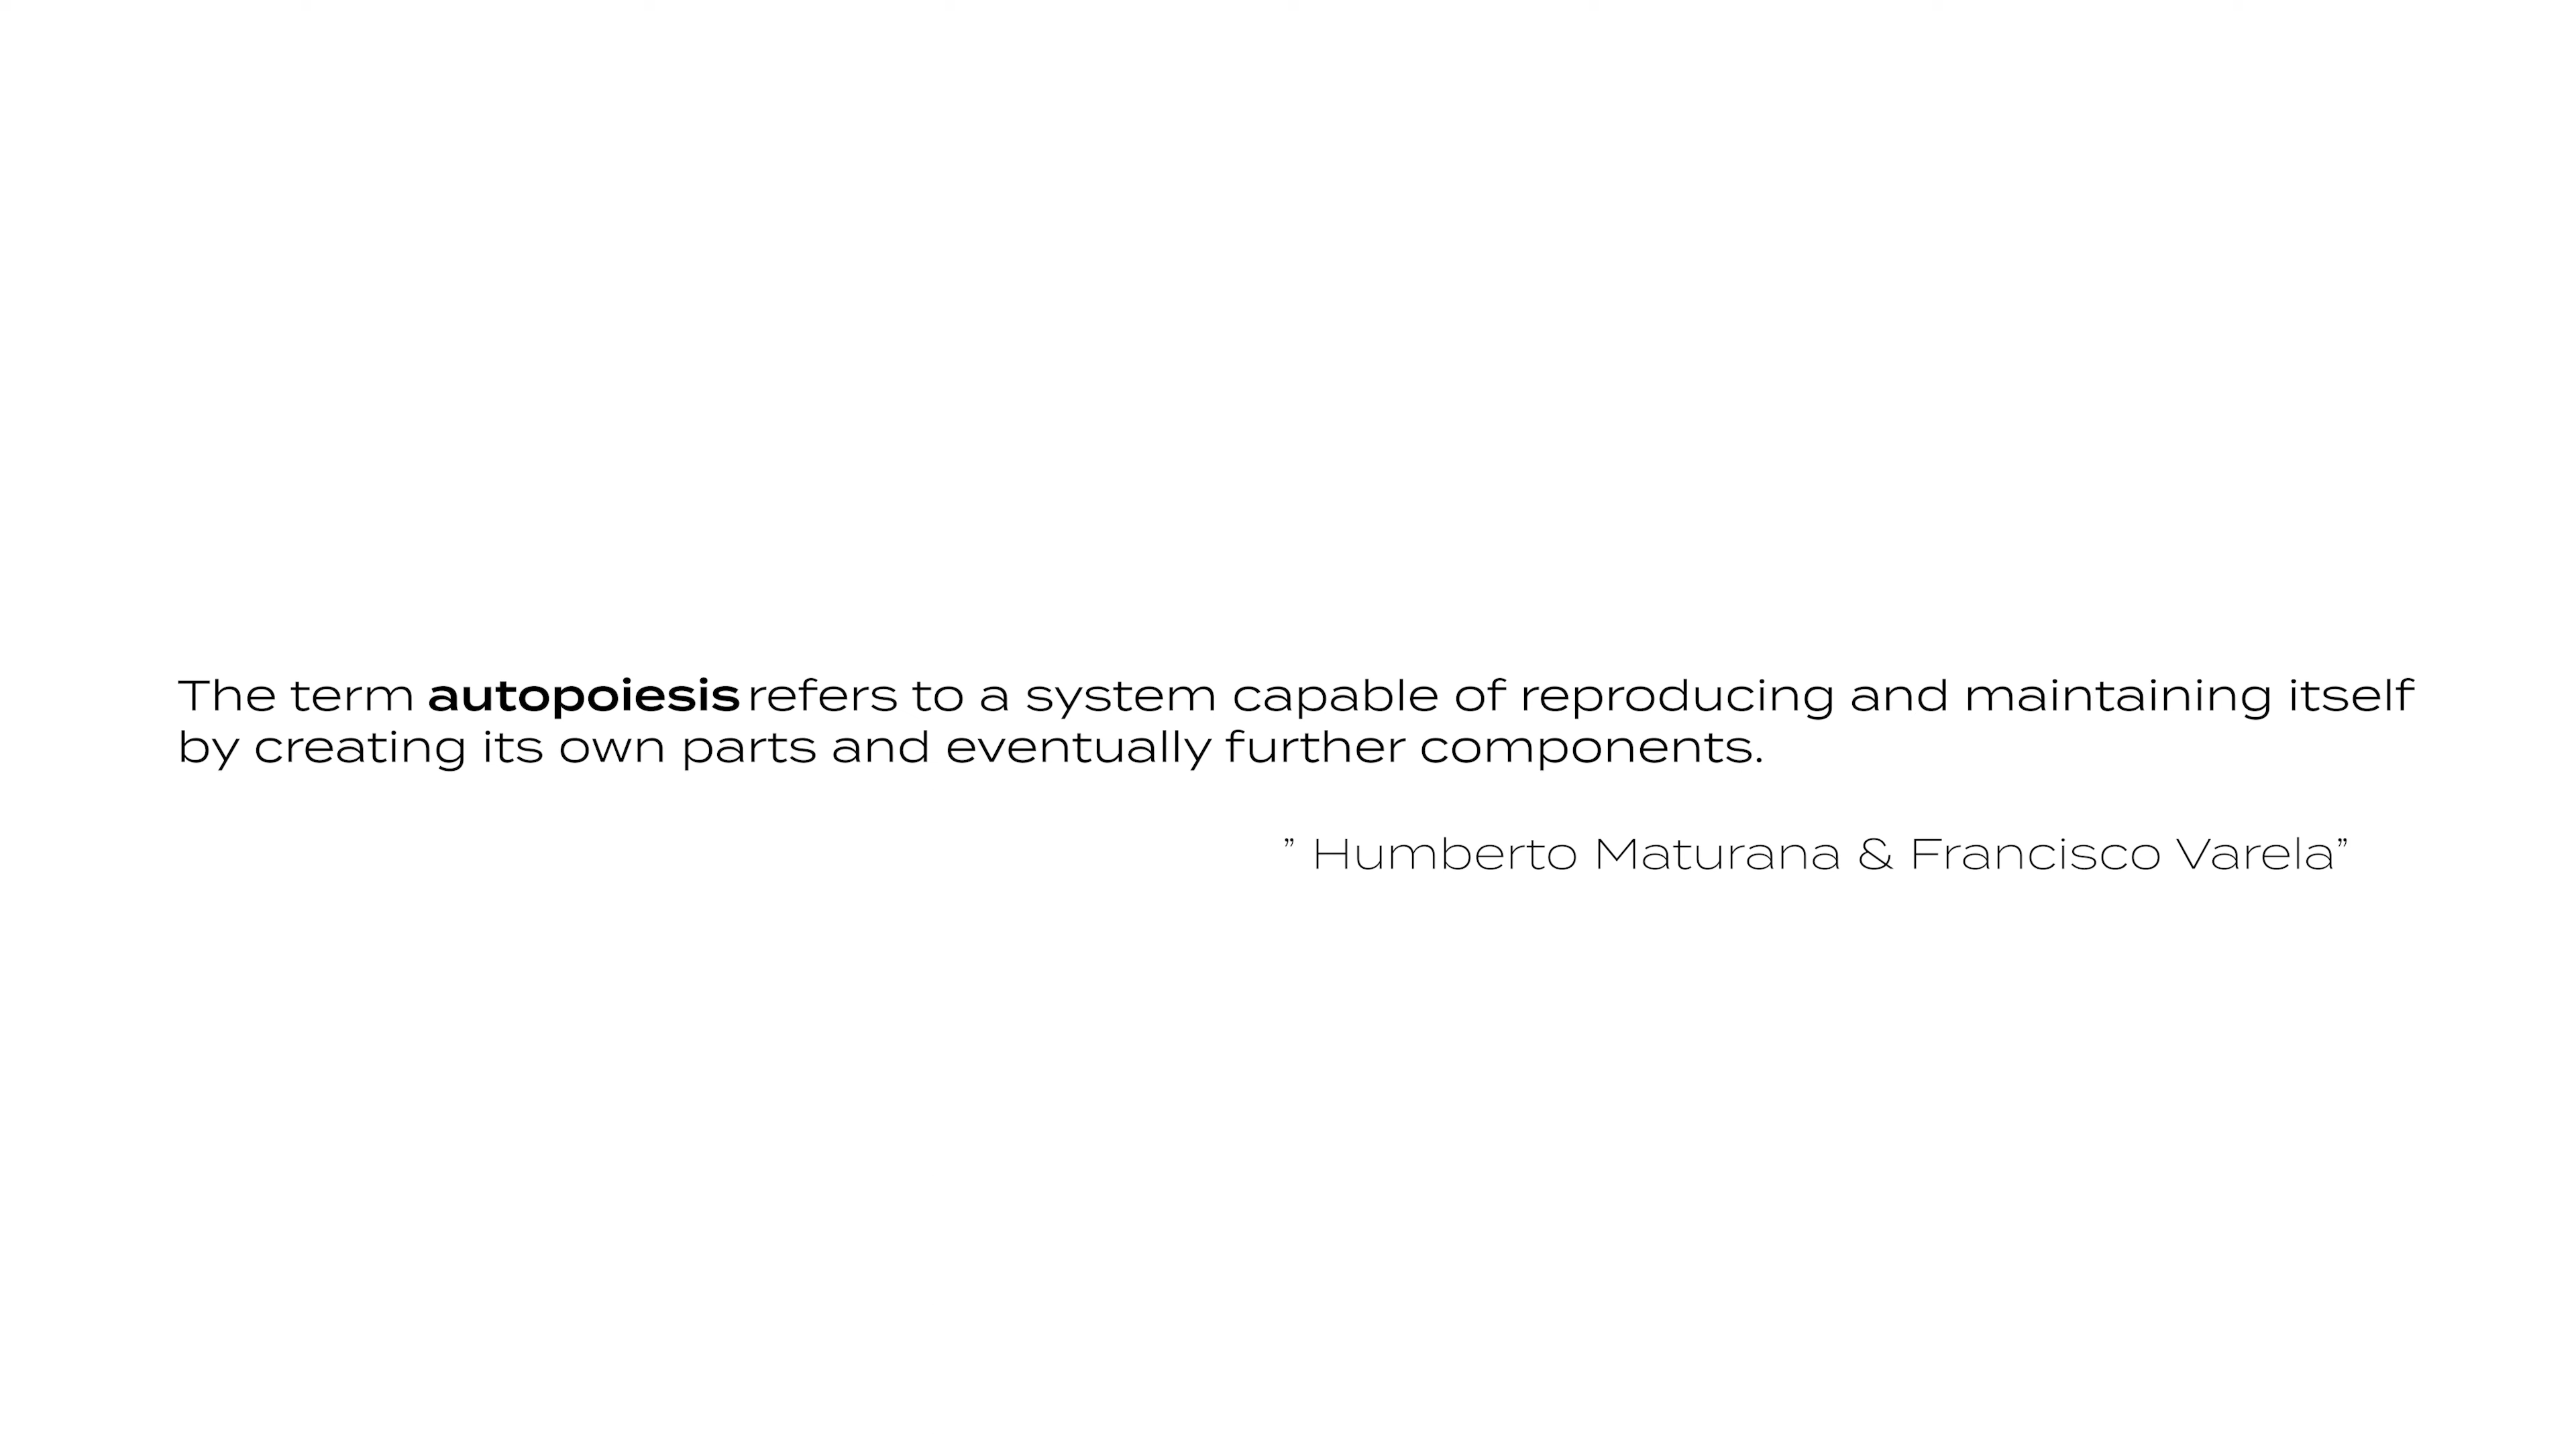 The term autopoiesis refers to a system capable of reproducing and maintaining itself
by creating its own parts and eventually further components.
” Humberto Maturana & Francisco Varela”